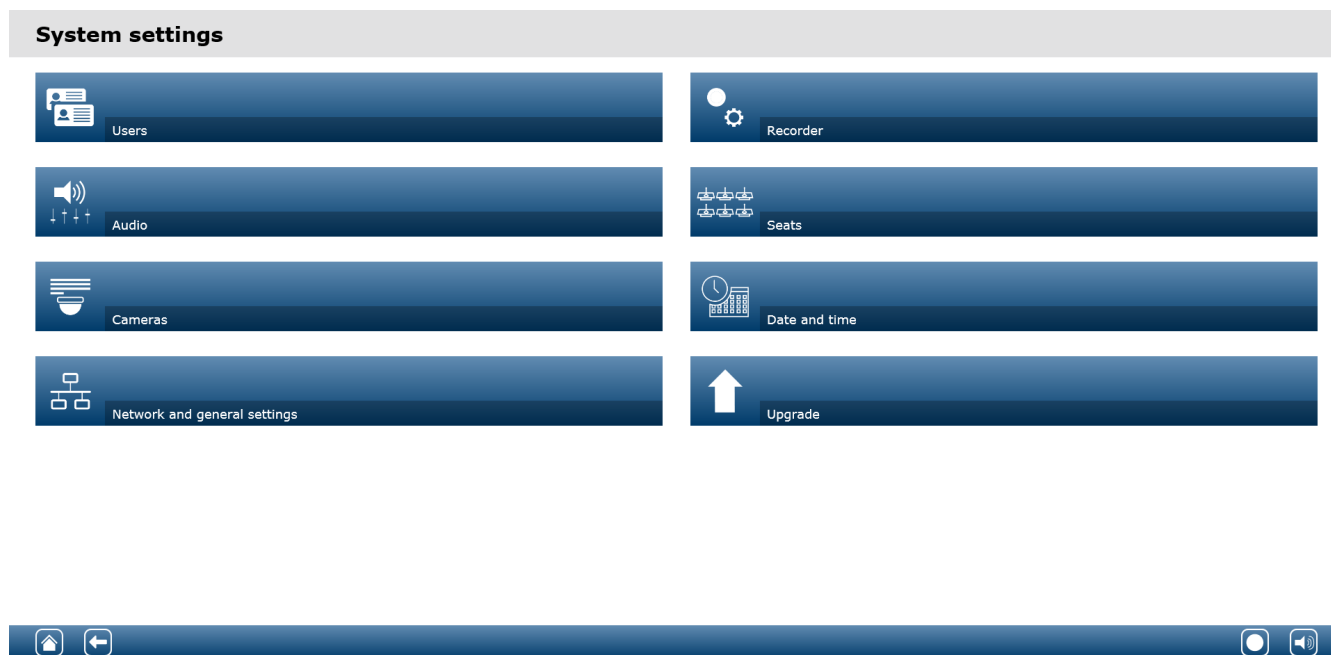 System settings
Users
Recorder
Audio
Seats
Cameras
Date and time
Network and general settings
Upgrade